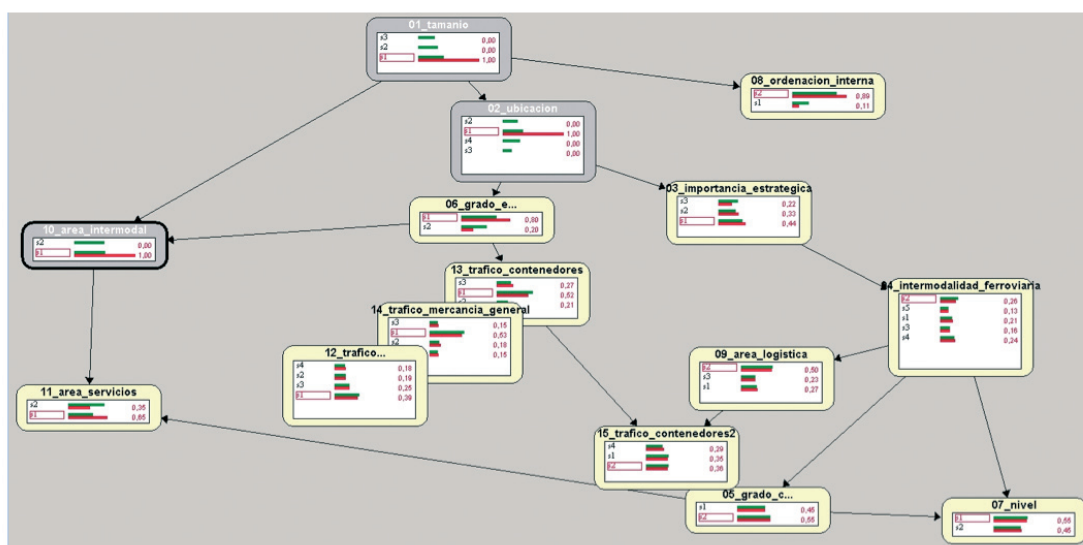 01_tamanio
s3 0,00
s2 0,00
s1 1,00
08_ordenacion_interna
s2 0,89
s1 0,11
02_ubicacion
s2 0,00
s1 1,00
s4 0,00
s3 0,00
03_importancia_estrategica
s3 0,22
s2 0,33
s1 0,44
06_grado_e...
s1 0,80
s2 0,20
10_area_intermodal
s2 0,00
s1 1,00
13_trafico_contenedores
s3 0,27
s1 0,52
0,21
04_intermodalidad_ferroviaria
s2 0,26
s5 0,13
s1 0,21
s3 0,16
s4 0,24
14_trafico_mercancia_general
s3 0,15
s1 0,53
s2 0,18
0,15
12_trafico...
s4 0,18
s2 0,19
s3 0,25
s1 0,39
09_area_logistica
s2 0,50
s3 0,23
s1 0,27
11_area_servicios
s2 0,35
s1 0,65
15_trafico_contenedores2
s4 0,29
s1 0,35
s2 0,36
05_grado_c...
s1 0,45
s2 0,55
07_nivel
s1 0,55
s2 0,45